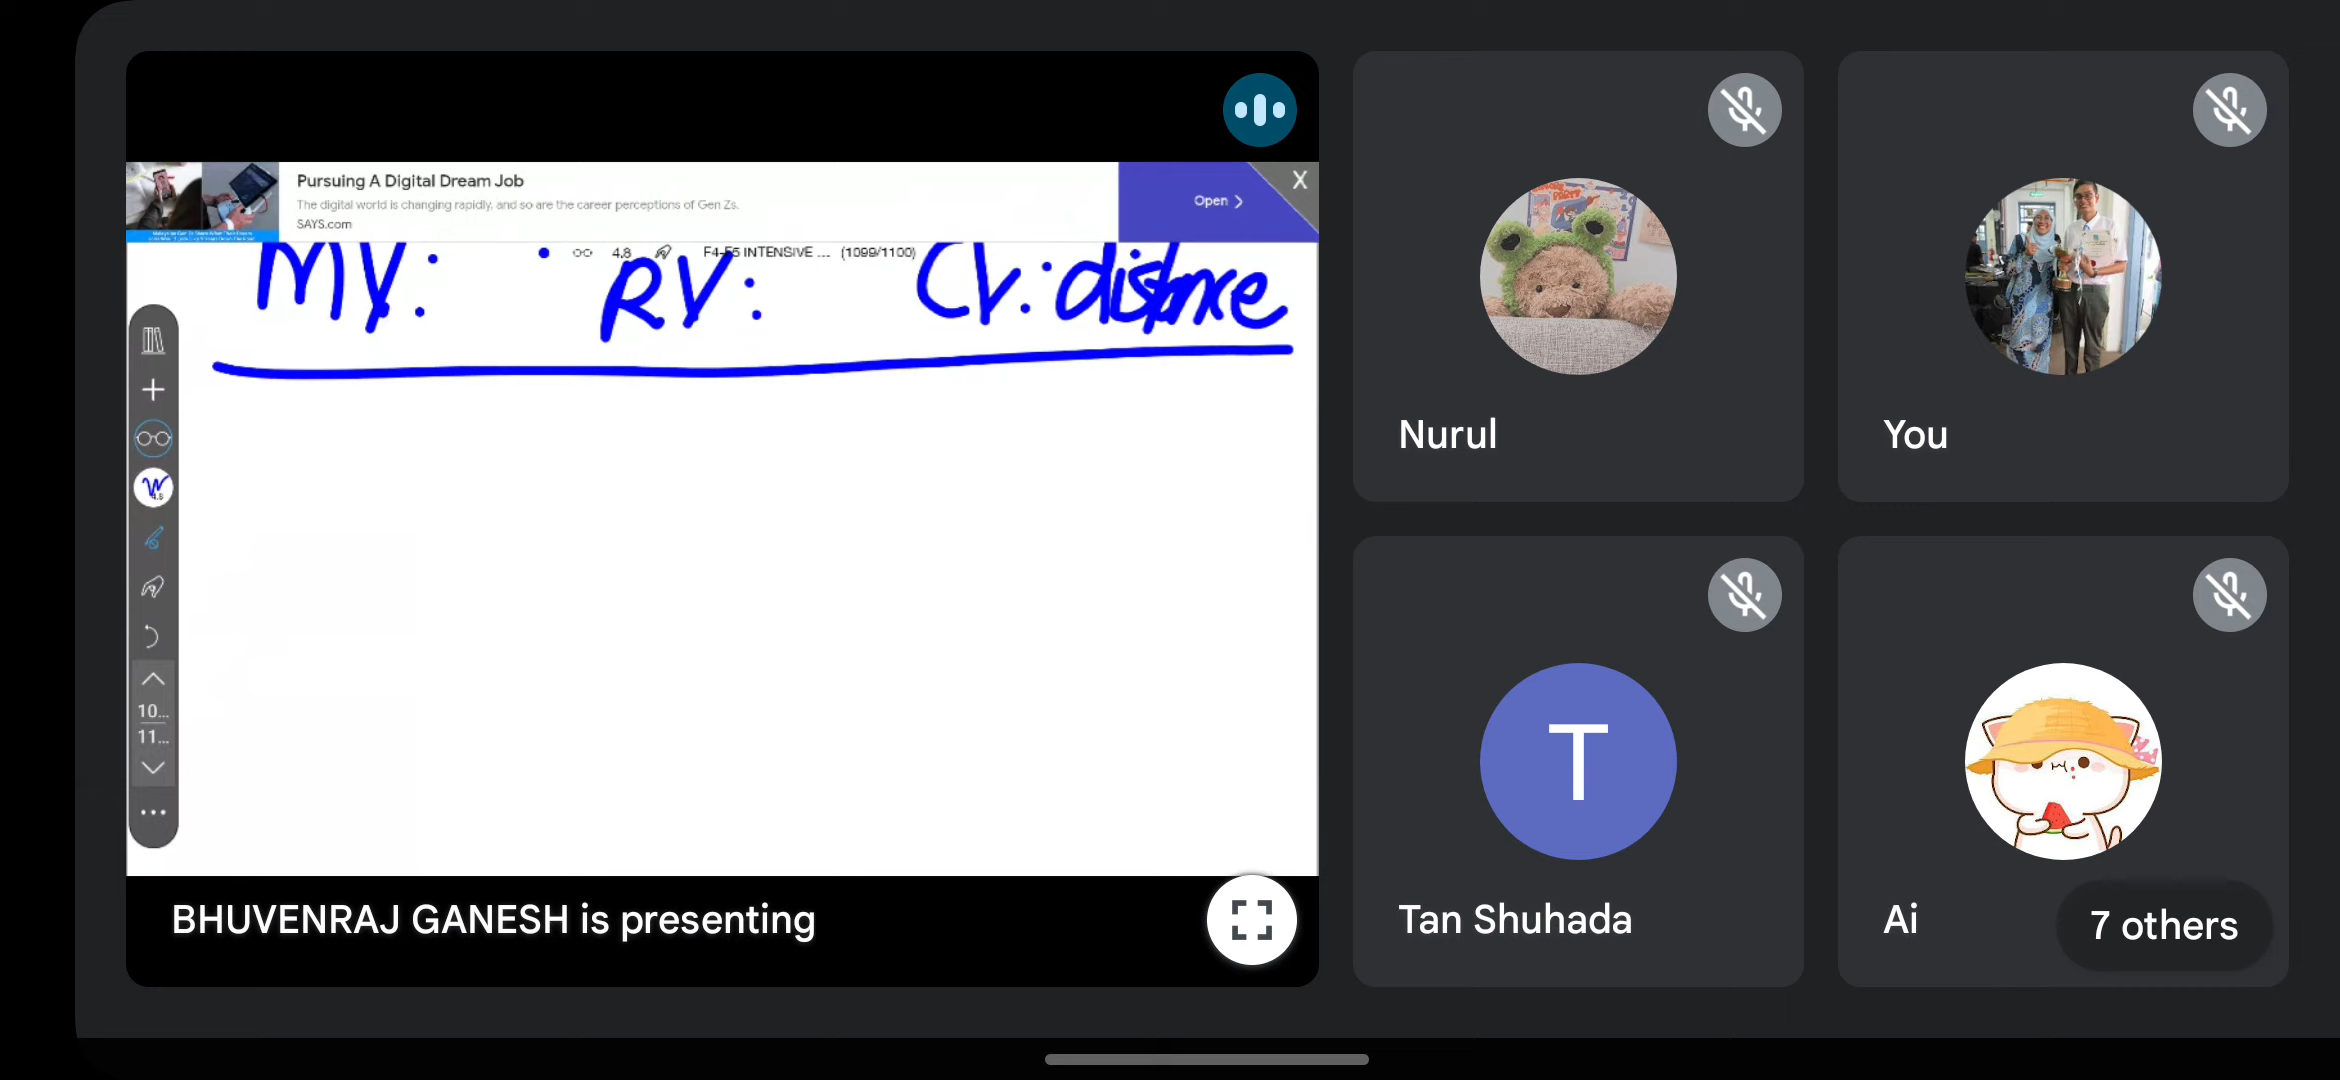 Pursuing A Digital Dream Job
The digital world is changing rapidly, and so are the career perceptions of Gen Zs.
SAYS.com
Open
X
4.8 F4-F5 INTENSIVE ... (1099/1100)
MV: RV: CV: distance
4.8
10...
11...
BHUVENRAJ GANESH is presenting
Nurul
You
T
Tan Shuhada
Ai
7 others